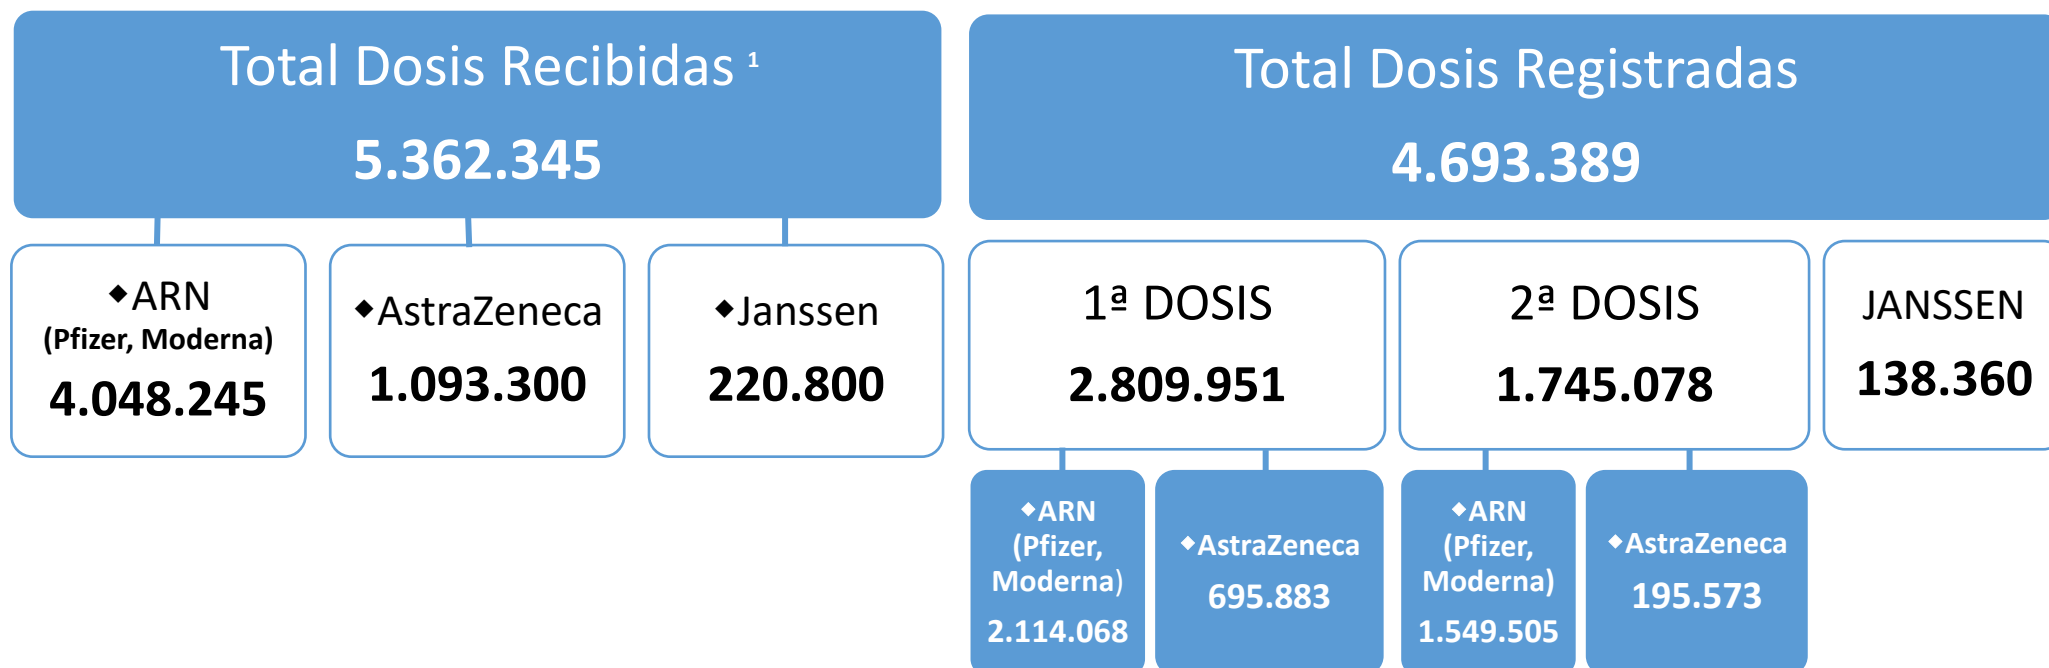 Total Dosis Recibidas ¹
5.362.345
◆ARN
(Pfizer, Moderna)
4.048.245
◆AstraZeneca
1.093.300
◆Janssen
220.800
Total Dosis Registradas
4.693.389
1ª DOSIS
2.809.951
2ª DOSIS
1.745.078
JANSSEN
138.360
◆ARN
(Pfizer,
Moderna)
2.114.068
◆AstraZeneca
695.883
◆ARN
(Pfizer,
Moderna)
1.549.505
◆AstraZeneca
195.573